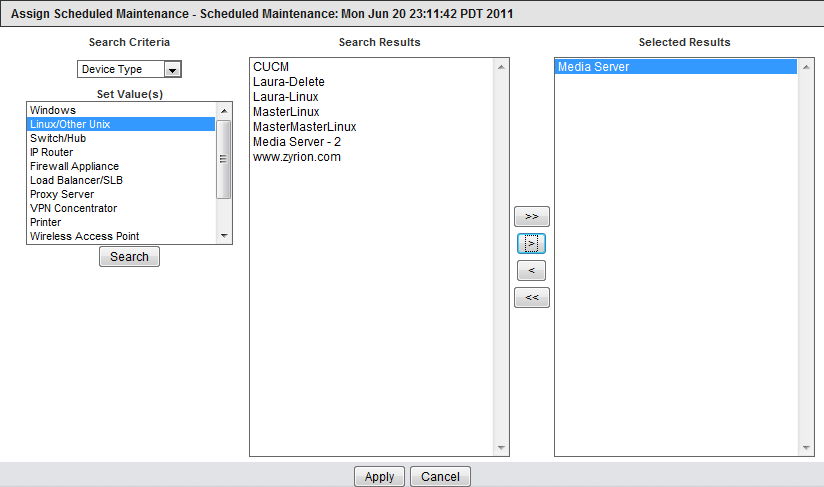 Assign Scheduled Maintenance - Scheduled Maintenance: Mon Jun 20 23:11:42 PDT 2011
Search Criteria
Device Type
Set Value(s)
Windows
Linux/Other Unix
Switch/Hub
IP Router
Firewall Appliance
Load Balancer/SLB
Proxy Server
VPN Concentrator
Printer
Wireless Access Point
Search
Search Results
CUCM
Laura-Delete
Laura-Linux
MasterLinux
MasterMasterLinux
Media Server - 2
www.zyrion.com
>>
>
<
<<
Selected Results
Media Server
Apply
Cancel